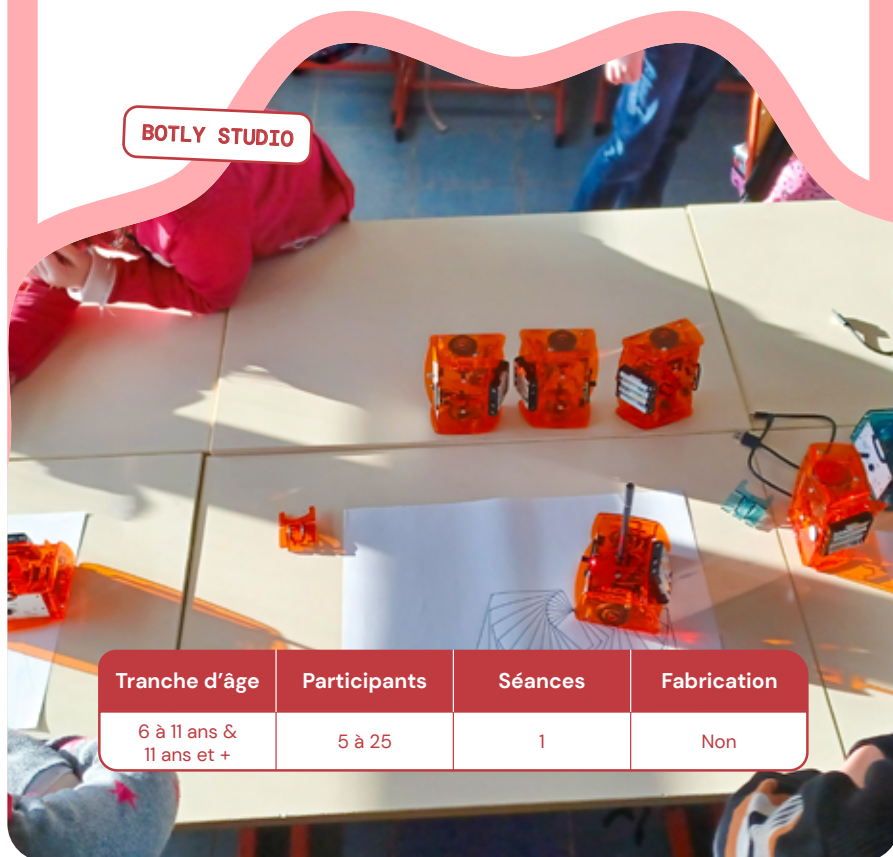 BOTLY STUDIO
Tranche d'âge Participants Séances Fabrication
6 à 11 ans &
11 ans et +
5 à 25
1
Non